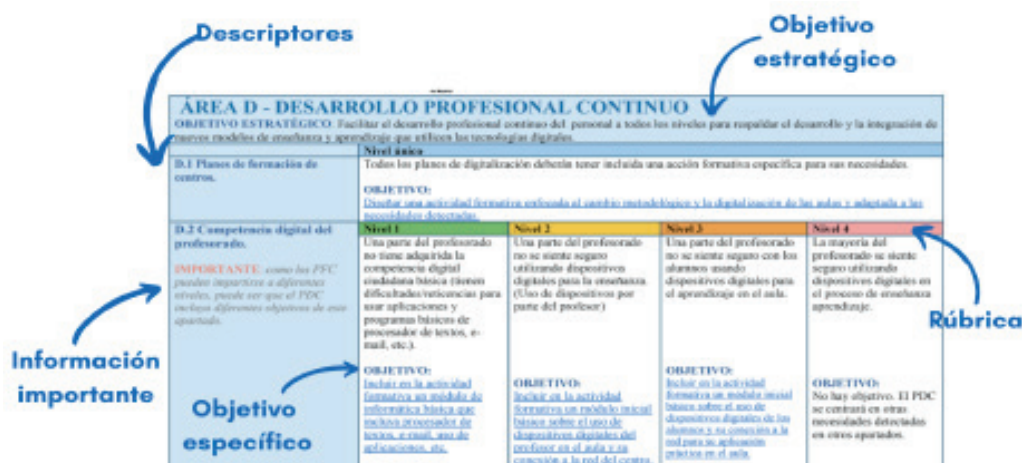 Descriptores
Objetivo
estratégico
ÁREA D - DESARROLLO PROFESIONAL CONTINUO
OBJETIVO ESTRATÉGICO: Facilitar el desarrollo profesional continuo del personal a todos los niveles para respaldar el desarrollo y la integración de
nuevos modelos de enseñanza y aprendizaje que utilicen las tecnologías digitales.
Nivel único
D.1 Planes de formación de
centros.
Todos los planes de digitalización deberán tener incluida una acción formativa específica para sus necesidades.
OBJETIVO:
Diseñar una actividad formativa enfocada al cambio metodológico y la digitalización de las aulas y adaptada a las
necesidades detectadas.
D.2 Competencia digital del
profesorado.
IMPORTANTE: como los PFC
pueden impartirse a diferentes
niveles, puede ser que el PDC
incluya diferentes objetivos de este
apartado.
Nivel 1
Una parte del profesorado
no tiene adquirida la
competencia digital
ciudadana básica (tienen
dificultades/reticencias para
usar aplicaciones y
programas básicos de
procesador de textos, e-
mail, etc.).
OBJETIVO:
Incluir en la actividad
formativa un módulo de
informática básica que
incluya procesador de
textos, e-mail, uso de
aplicaciones, etc.
Nivel 2
Una parte del profesorado
no se siente seguro
utilizando dispositivos
digitales para la enseñanza.
(Uso de dispositivos por
parte del profesor)
OBJETIVO:
Incluir en la actividad
formativa un módulo inicial
básico sobre el uso de
dispositivos digitales del
profesor en el aula y su
conexión a la red del centro.
Nivel 3
Una parte del profesorado
no se siente seguro con los
alumnos usando
dispositivos digitales para
el aprendizaje en el aula.
OBJETIVO:
Incluir en la actividad
formativa un módulo inicial
básico sobre el uso de
dispositivos digitales de los
alumnos y su conexión a la
red para su aplicación
práctica en el aula.
Nivel 4
La mayoría del
profesorado se siente
seguro utilizando
dispositivos digitales en
el proceso de enseñanza
aprendizaje.
OBJETIVO:
No hay objetivo. El PDC
se centrará en otras
necesidades detectadas
en otros apartados.
Rúbrica
Información
importante
Objetivo
específico